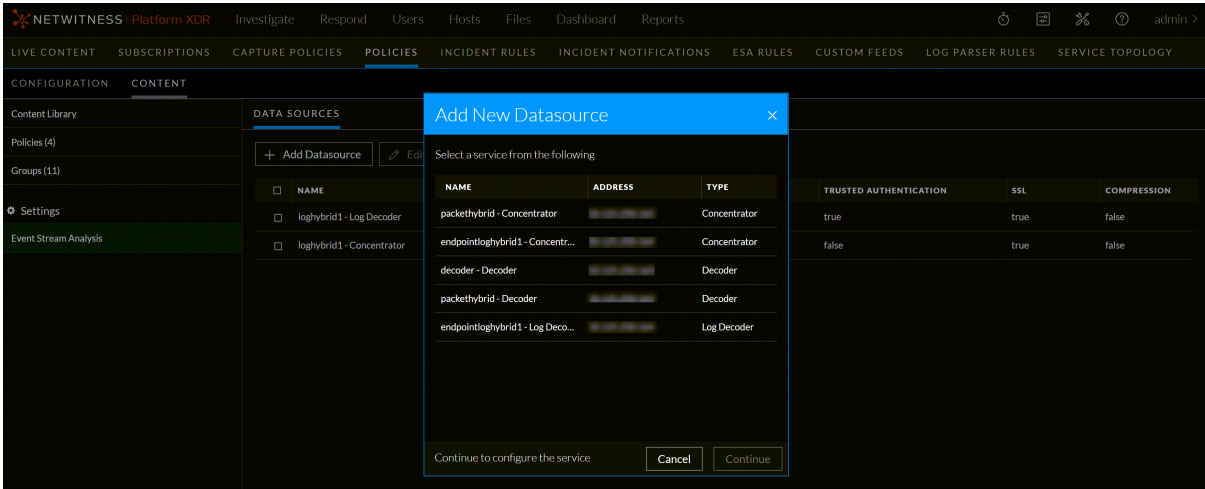 NETWITNESS Platform XDR Investigate Respond Users Hosts Files Dashboard Reports admin >
LIVE CONTENT SUBSCRIPTIONS CAPTURE POLICIES POLICIES INCIDENT RULES INCIDENT NOTIFICATIONS ESA RULES CUSTOM FEEDS LOG PARSER RULES SERVICE TOPOLOGY
CONFIGURATION CONTENT
Content Library
Policies (4)
Groups (11)
Settings
Event Stream Analysis
DATA SOURCES
+ Add Datasource Edi
NAME TRUSTED AUTHENTICATION SSL COMPRESSION
loghybrid1 - Log Decoder true true false
loghybrid1 - Concentrator false true false
Add New Datasource ×
Select a service from the following
NAME ADDRESS TYPE
packethybrid - Concentrator Concentrator
endpointloghybrid1 - Concentr... Concentrator
decoder - Decoder Decoder
packethybrid - Decoder Decoder
endpointloghybrid1 - Log Deco... Log Decoder
Continue to configure the service Cancel Continue